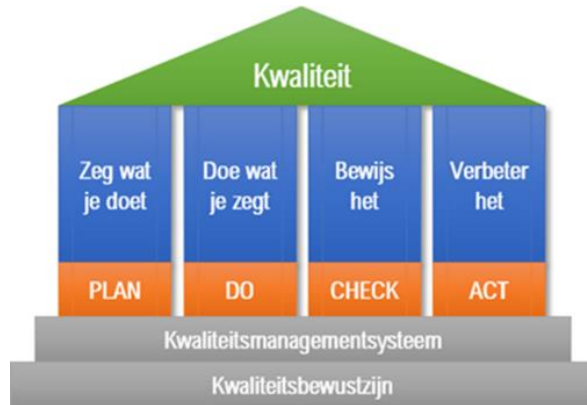 Kwaliteit
Zeg wat
je doet
Doe wat
je zegt
Bewijs
het
Verbeter
het
PLAN
DO
CHECK
ACT
Kwaliteitsmanagementsysteem
Kwaliteitsbewustzijn